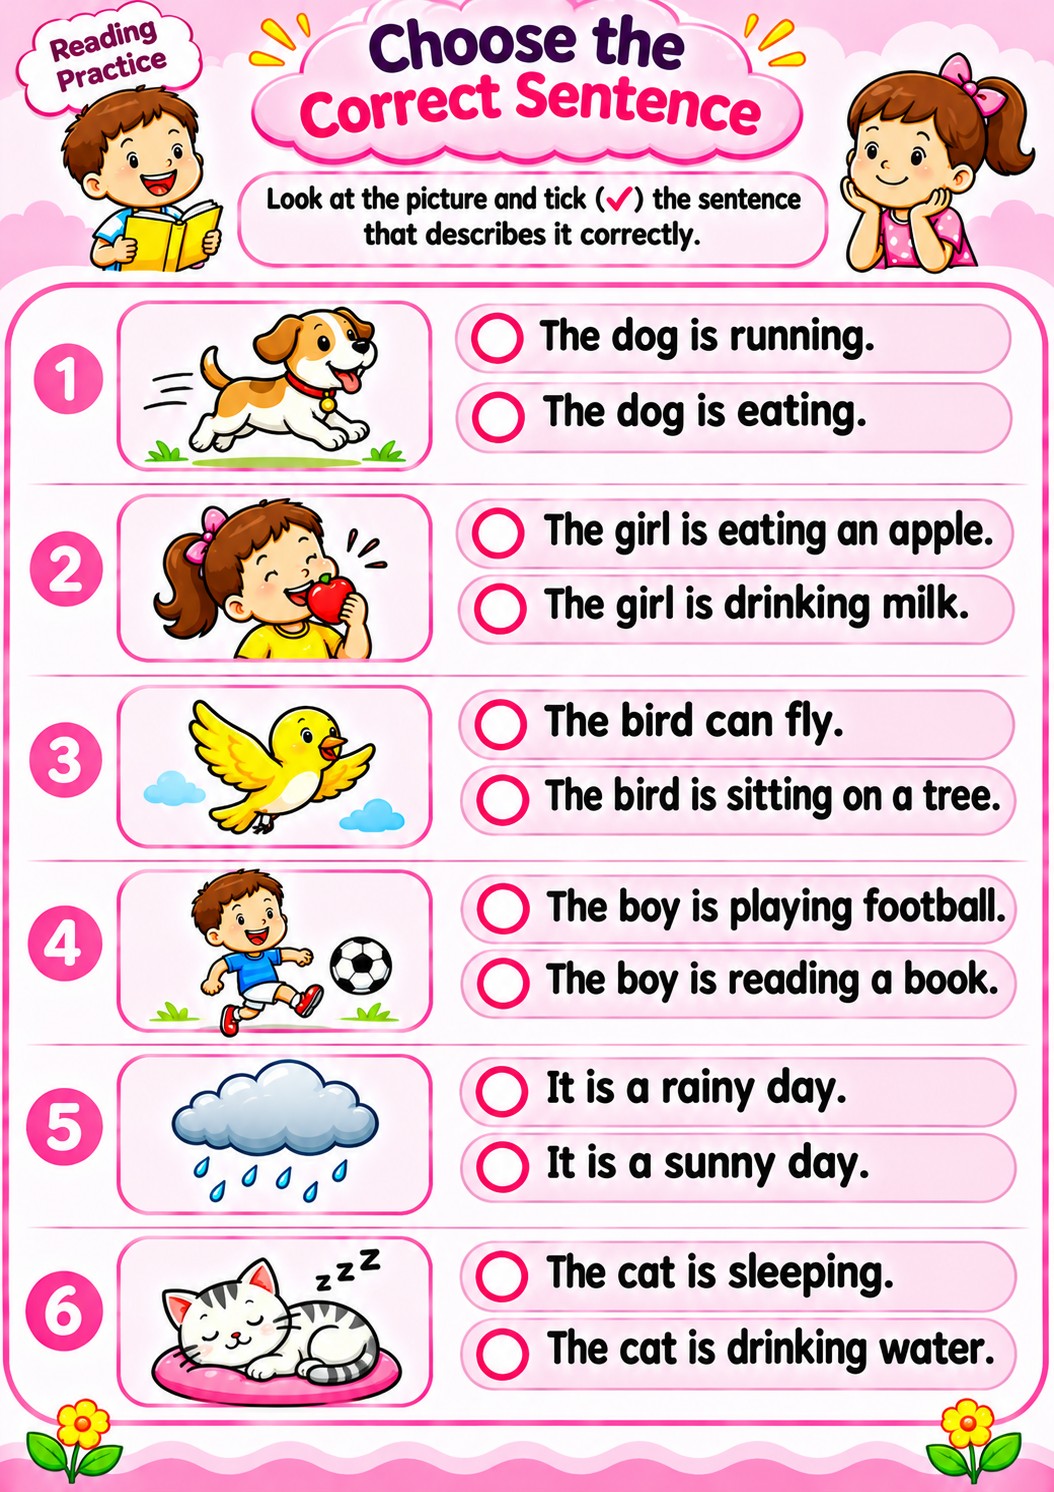 Reading
Practice
Choose the
Correct Sentence
Look at the picture and tick (✓) the sentence
that describes it correctly.
1
The dog is running.
The dog is eating.
2
The girl is eating an apple.
The girl is drinking milk.
3
The bird can fly.
The bird is sitting on a tree.
4
The boy is playing football.
The boy is reading a book.
5
It is a rainy day.
It is a sunny day.
6
z z z
The cat is sleeping.
The cat is drinking water.